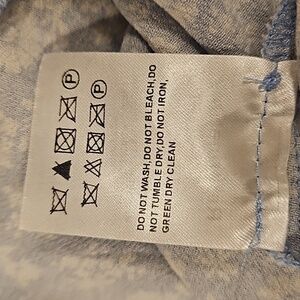 P
P
DO NOT WASH,DO NOT BLEACH,DO
NOT TUMBLE DRY,DO NOT IRON,
GREEN DRY CLEAN